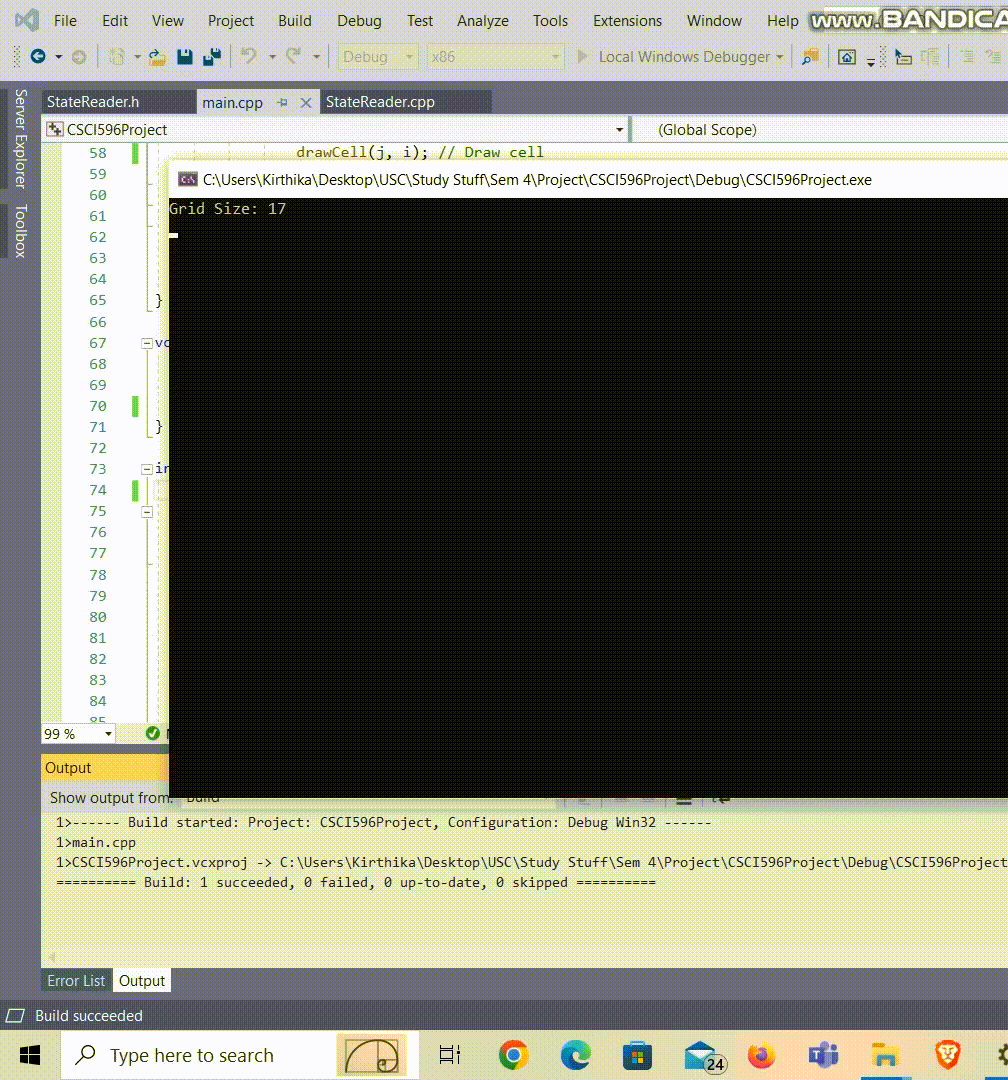 File Edit View Project Build Debug Test Analyze Tools Extensions Window Help
www.BANDICA
Debug x86 Local Windows Debugger
Server Explorer
Toolbox
StateReader.h main.cpp StateReader.cpp
CSCI596Project (Global Scope)
58 drawCell(j, i); // Draw cell
59
C:\Users\Kirthika\Desktop\USC\Study Stuff\Sem 4\Project\CSCI596Project\Debug\CSCI596Project.exe
60
Grid Size: 17
61
62
63
64
65 }
66
67 vo
68
69
70
71 }
72
73 in
74
75
76
77
78
79
80
81
82
83
84
85
99 %
Output
Show output from: Build
1>------ Build started: Project: CSCI596Project, Configuration: Debug Win32 ------
1>main.cpp
1>CSCI596Project.vcxproj -> C:\Users\Kirthika\Desktop\USC\Study Stuff\Sem 4\Project\CSCI596Project\Debug\CSCI596Project
========== Build: 1 succeeded, 0 failed, 0 up-to-date, 0 skipped ==========
Error List Output
Build succeeded
Type here to search 24